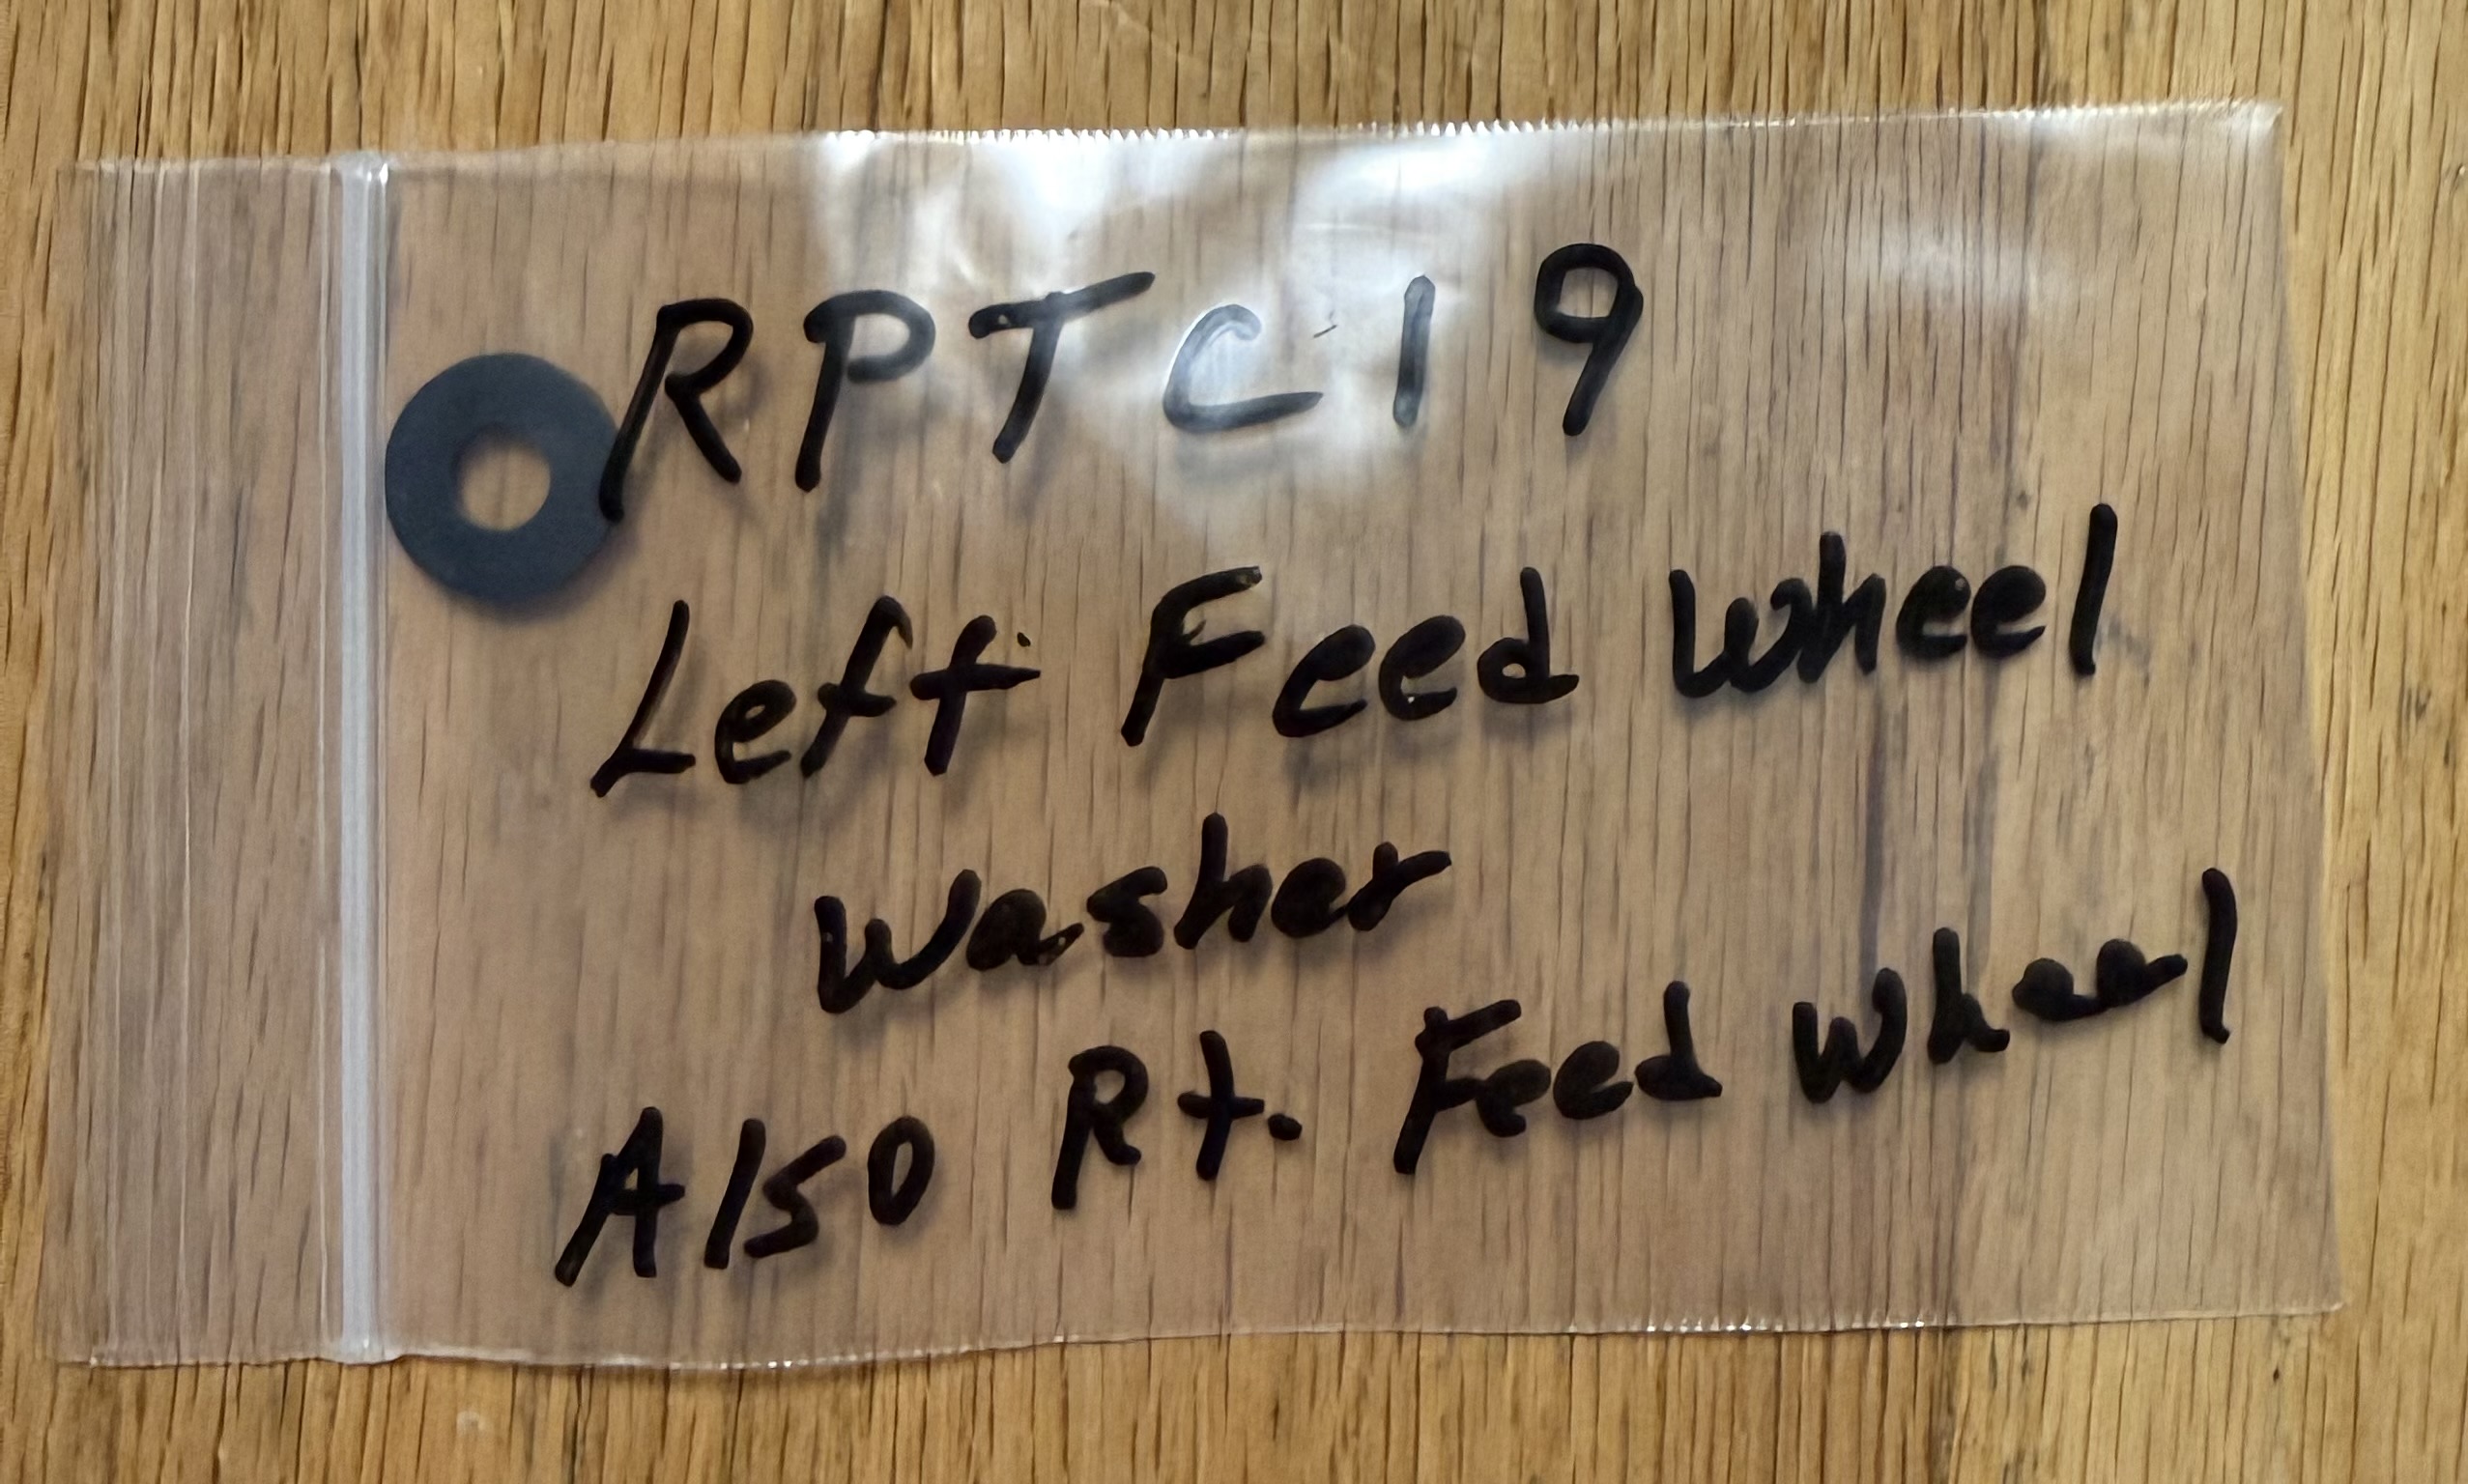 RPTC19
Left Feed Wheel
Washer
Also Rt. Feed Wheel